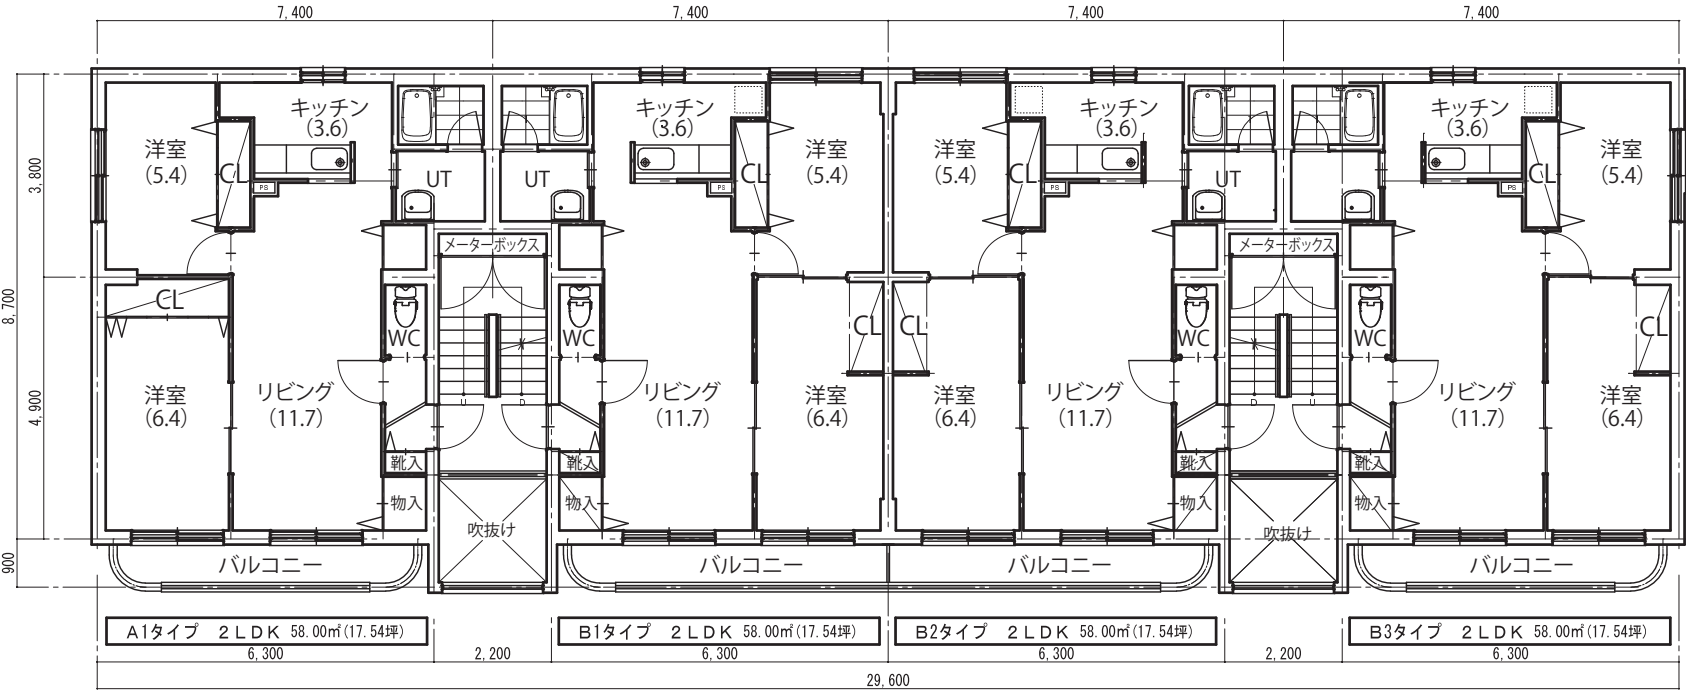 7,400 7,400 7,400 7,400
キッチン キッチン キッチン キッチン
(3.6) (3.6) (3.6) (3.6)
洋室 洋室 洋室 洋室
(5.4) (5.4) (5.4) (5.4)
CL CL CL CL
UT UT UT
PS PS PS PS
3,800
メーターボックス メーターボックス
CL
8,700
WC WC WC WC
CL CL CL
洋室 リビング リビング 洋室 洋室 リビング リビング 洋室
(6.4) (11.7) (11.7) (6.4) (6.4) (11.7) (11.7) (6.4)
U D D U
4,900
靴入 靴入 靴入 靴入
物入 物入 物入 物入
吹抜け 吹抜け
900
バルコニー バルコニー バルコニー バルコニー
A1タイプ 2LDK 58.00㎡(17.54坪)
B1タイプ 2LDK 58.00㎡(17.54坪)
B2タイプ 2LDK 58.00㎡(17.54坪)
B3タイプ 2LDK 58.00㎡(17.54坪)
6,300 2,200 6,300 6,300 2,200 6,300
29,600